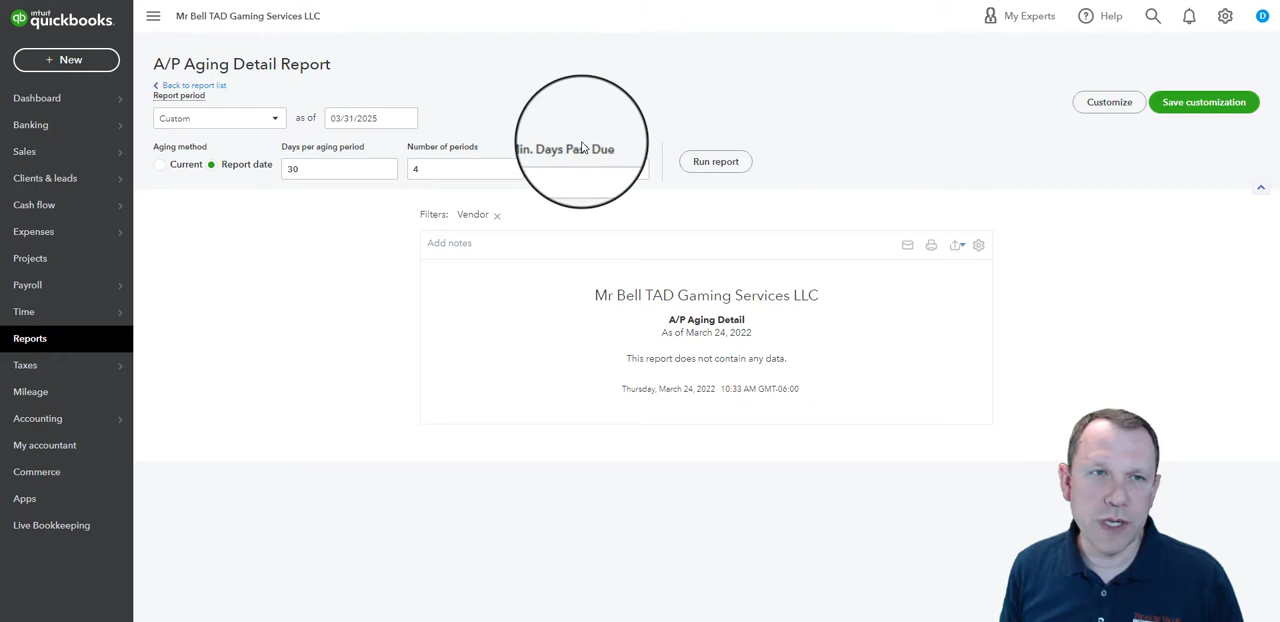 intuit
qb quickbooks.
Mr Bell TAD Gaming Services LLC
My Experts
Help
D
+ New
Dashboard
Banking
Sales
Clients & leads
Cash flow
Expenses
Projects
Payroll
Time
Reports
Taxes
Mileage
Accounting
My accountant
Commerce
Apps
Live Bookkeeping
A/P Aging Detail Report
Back to report list
Report period
Custom as of 03/31/2025
Customize
Save customization
Aging method
Current Report date
Days per aging period
30
Number of periods
4
Days Past Due
Run report
Filters: Vendor
Add notes
Mr Bell TAD Gaming Services LLC
A/P Aging Detail
As of March 24, 2022
This report does not contain any data.
Thursday, March 24, 2022 10:33 AM GMT-06:00